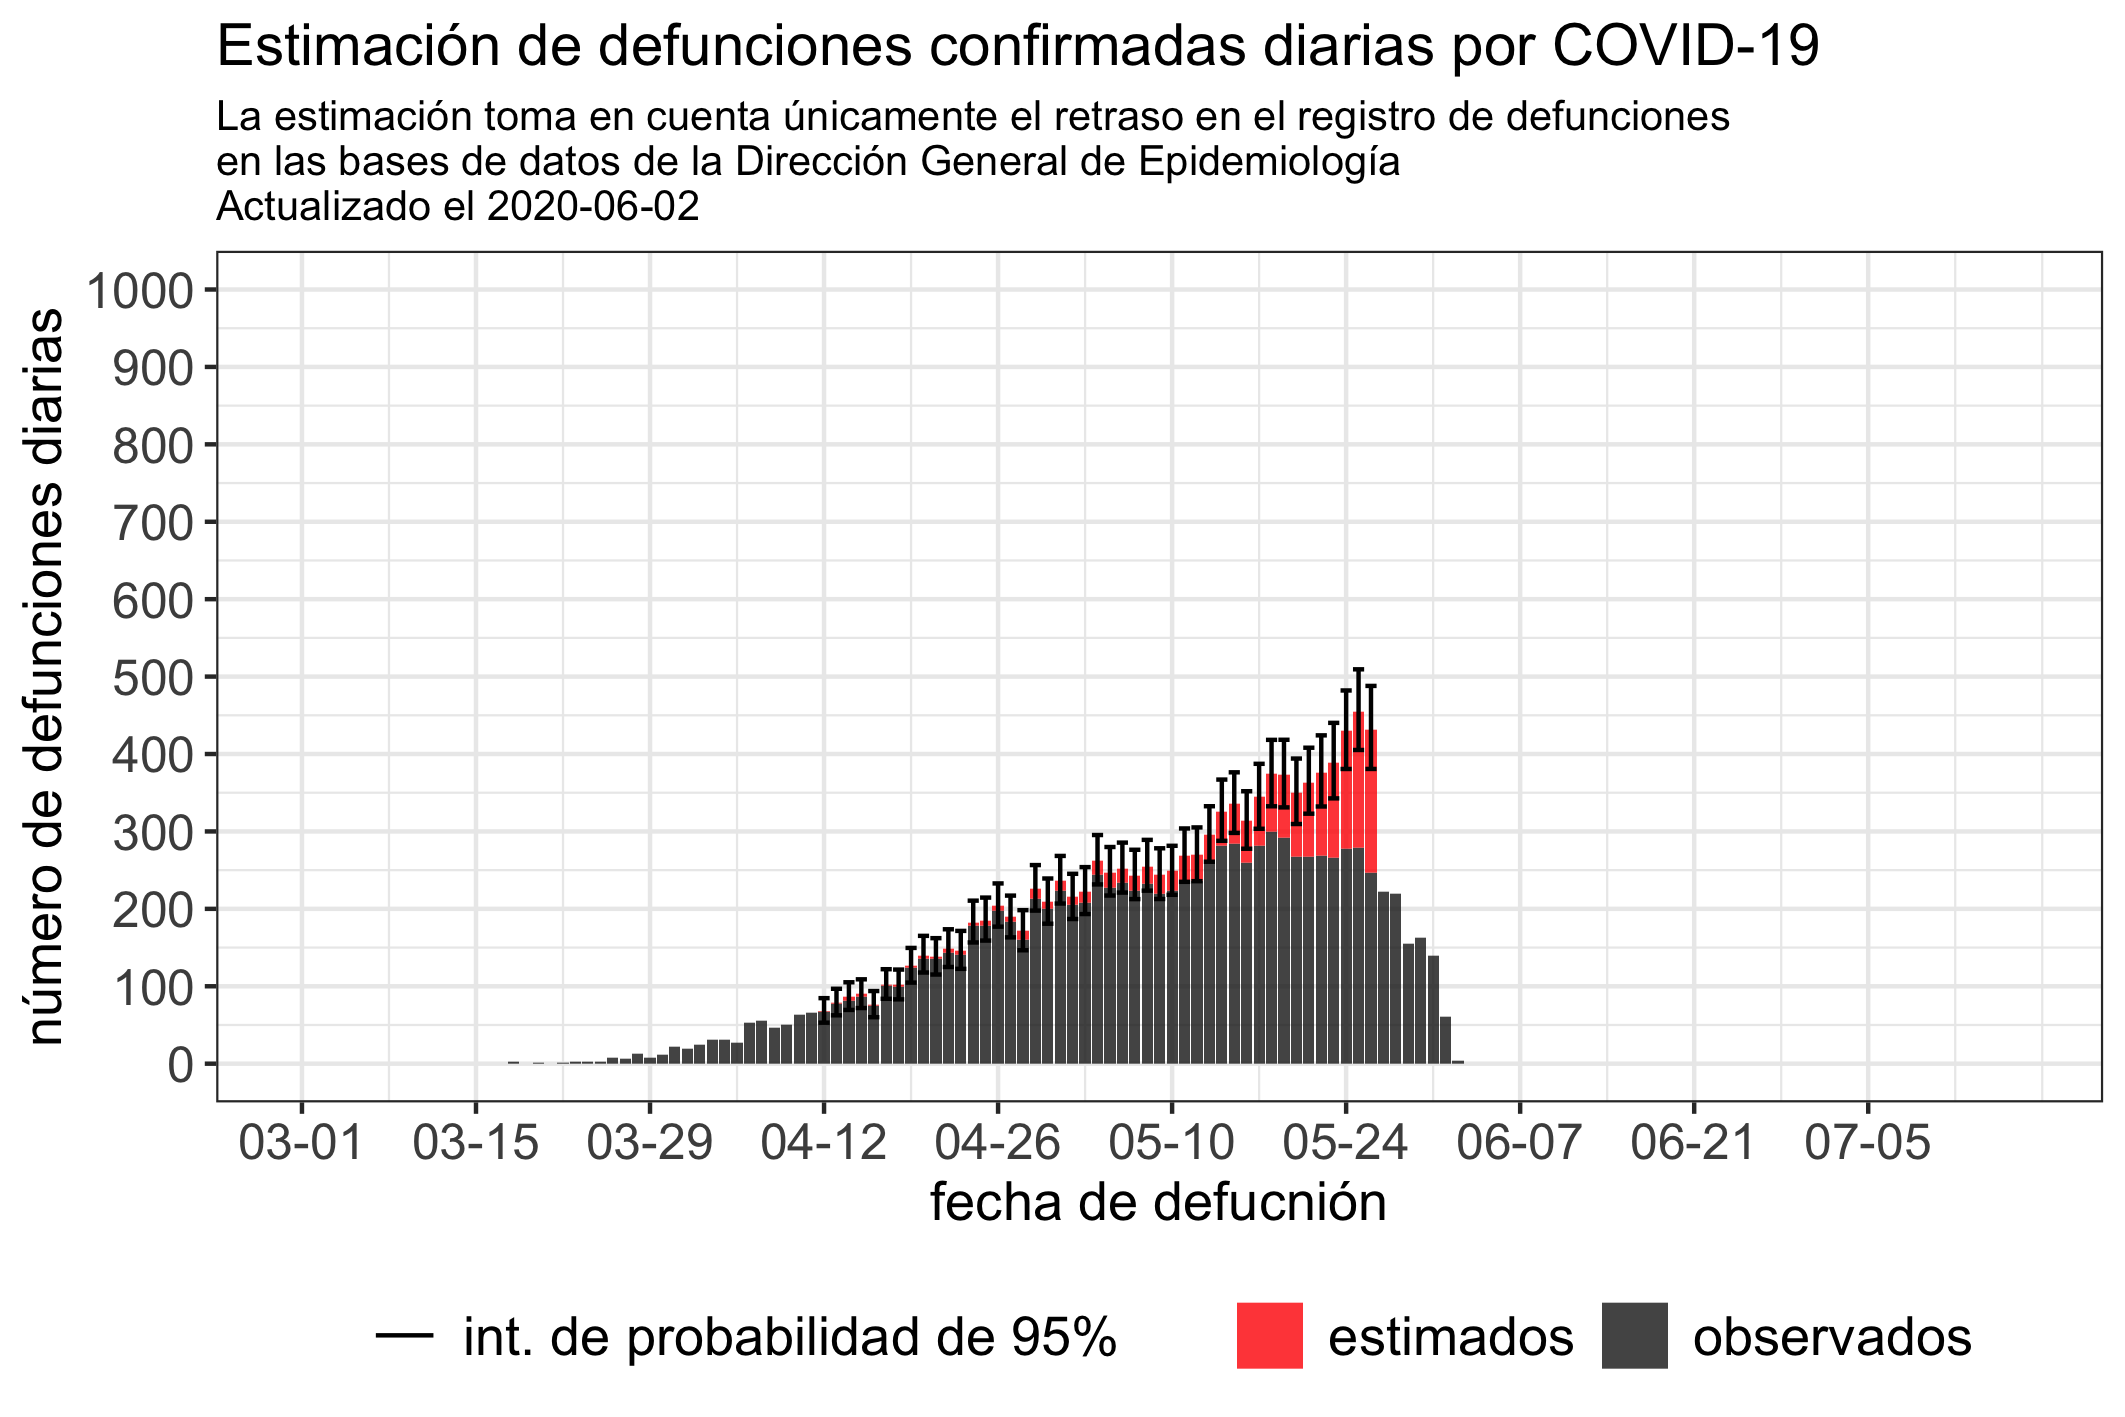 Estimación de defunciones confirmadas diarias por COVID-19
La estimación toma en cuenta únicamente el retraso en el registro de defunciones
en las bases de datos de la Dirección General de Epidemiología
Actualizado el 2020-06-02
número de defunciones diarias
1000
900
800
700
600
500
400
300
200
100
0
03-01 03-15 03-29 04-12 04-26 05-10 05-24 06-07 06-21 07-05
fecha de defucnión
int. de probabilidad de 95% estimados observados